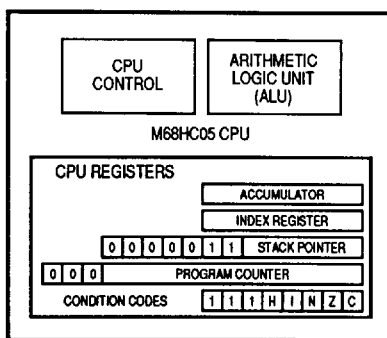 CPU CONTROL
ARITHMETIC LOGIC UNIT (ALU)
M68HC05 CPU
CPU REGISTERS
ACCUMULATOR
INDEX REGISTER
0 0 0 0 0 1 1 STACK POINTER
0 0 0 PROGRAM COUNTER
CONDITION CODES 1 1 1 H I N Z C